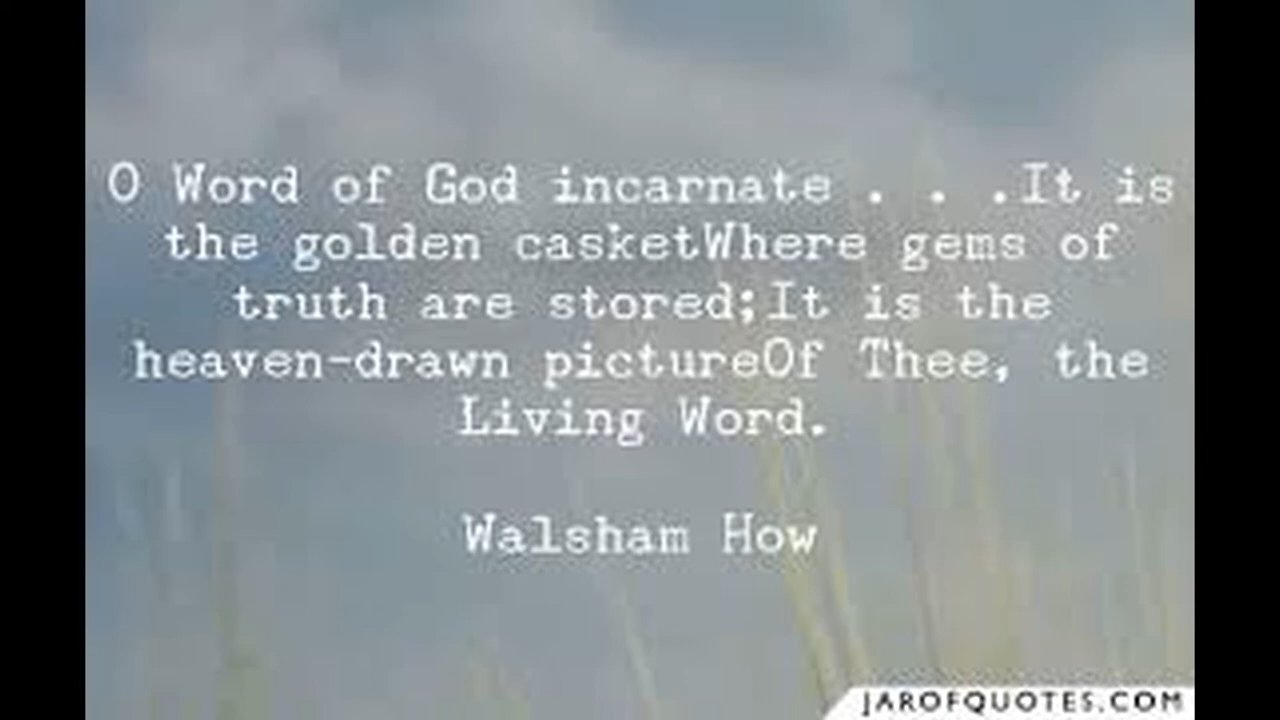 O Word of God incarnate . . .It is
the golden casketWhere gems of
truth are stored;It is the
heaven-drawn pictureOf Thee, the
Living Word.
Walsham How
JAROFQUOTES.COM